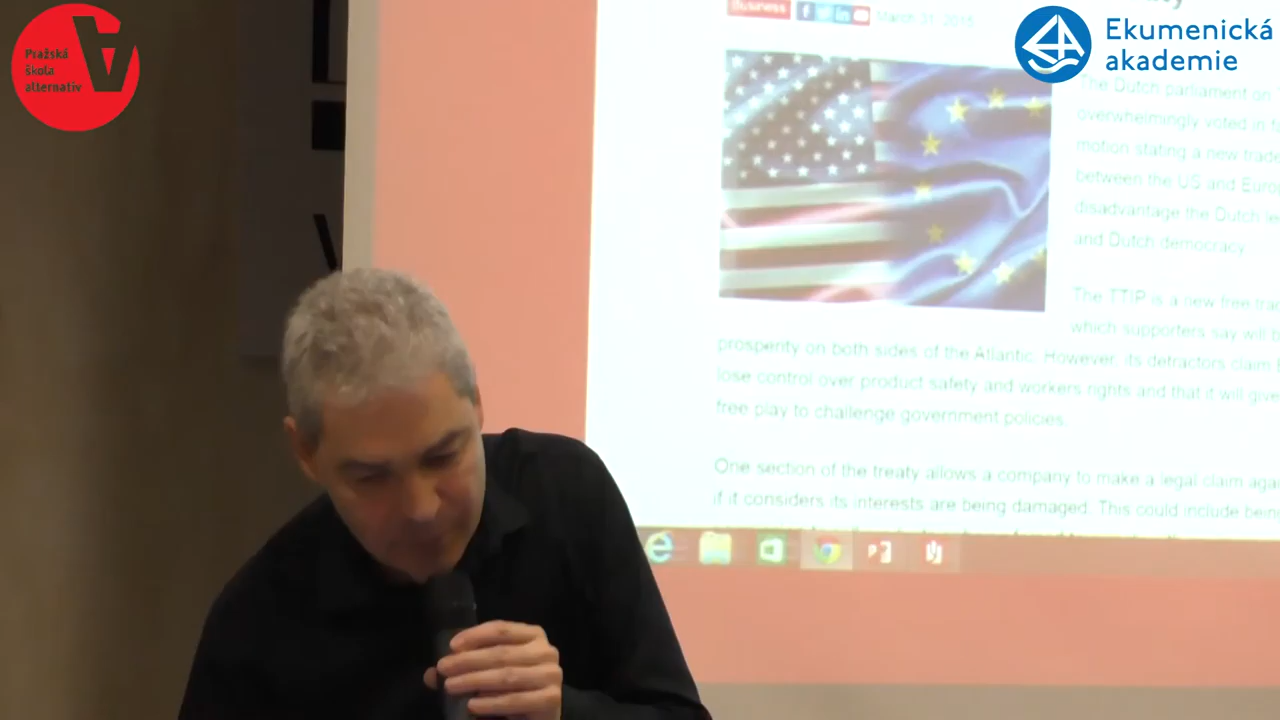 Pražská
škola
alternativ
Ekumenická
akademie
Business
March 31, 2015
The Dutch parliament on
overwhelmingly voted in
motion stating a new trade
between the US and
disadvantage the Dutch
and Dutch democracy.
The TTIP is a new free
which supporters say will
prosperity on both sides of the Atlantic. However, its detractors claim
lose control over product safety and workers rights and that it will give
free play to challenge government policies.
One section of the treaty allows a company to make a legal claim
if it considers its interests are being damaged. This could include being